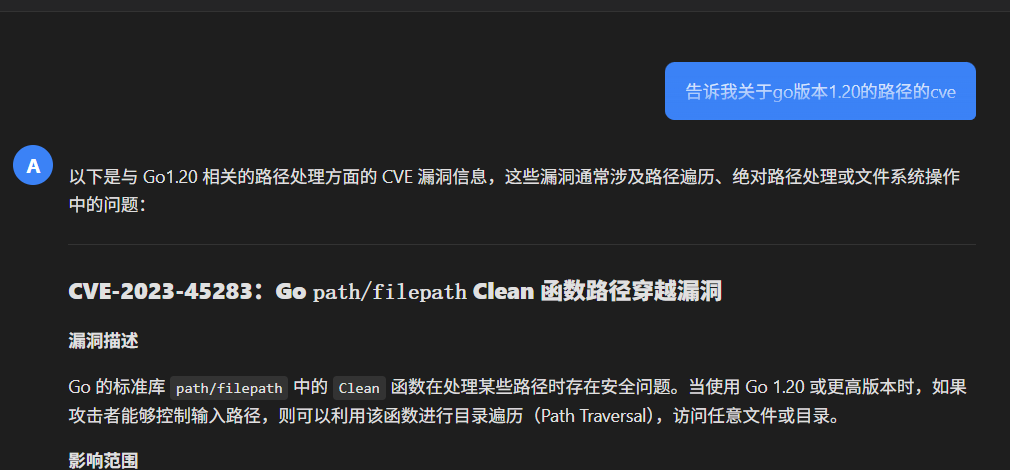 告诉我关于go版本1.20的路径的cve
A
以下是与 Go1.20 相关的路径处理方面的 CVE 漏洞信息，这些漏洞通常涉及路径遍历、绝对路径处理或文件系统操作
中的问题：
CVE-2023-45283：Go path/filepath Clean 函数路径穿越漏洞
漏洞描述
Go 的标准库 path/filepath 中的 Clean 函数在处理某些路径时存在安全问题。当使用 Go 1.20 或更高版本时，如果
攻击者能够控制输入路径，则可以利用该函数进行目录遍历（Path Traversal），访问任意文件或目录。
影响范围